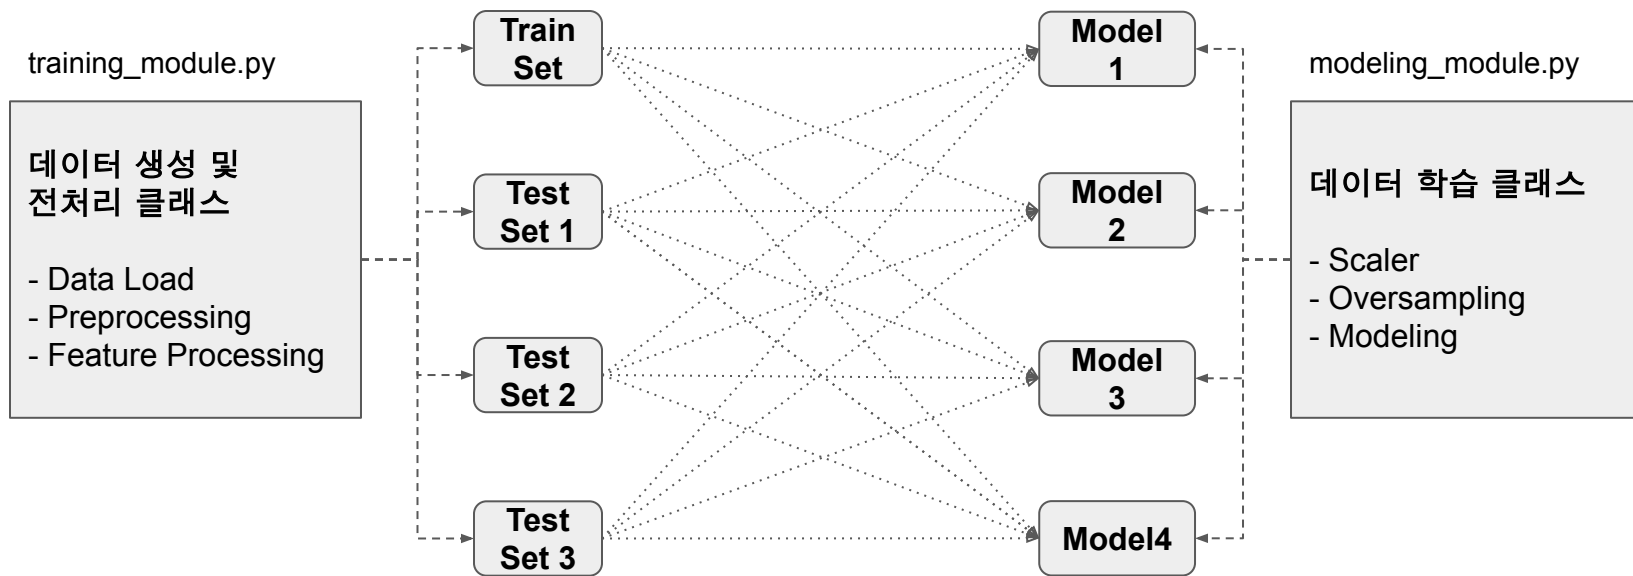 training_module.py
데이터 생성 및
전처리 클래스
- Data Load
- Preprocessing
- Feature Processing
Train
Set
Test
Set 1
Test
Set 2
Test
Set 3
Model
1
Model
2
Model
3
Model4
modeling_module.py
데이터 학습 클래스
- Scaler
- Oversampling
- Modeling